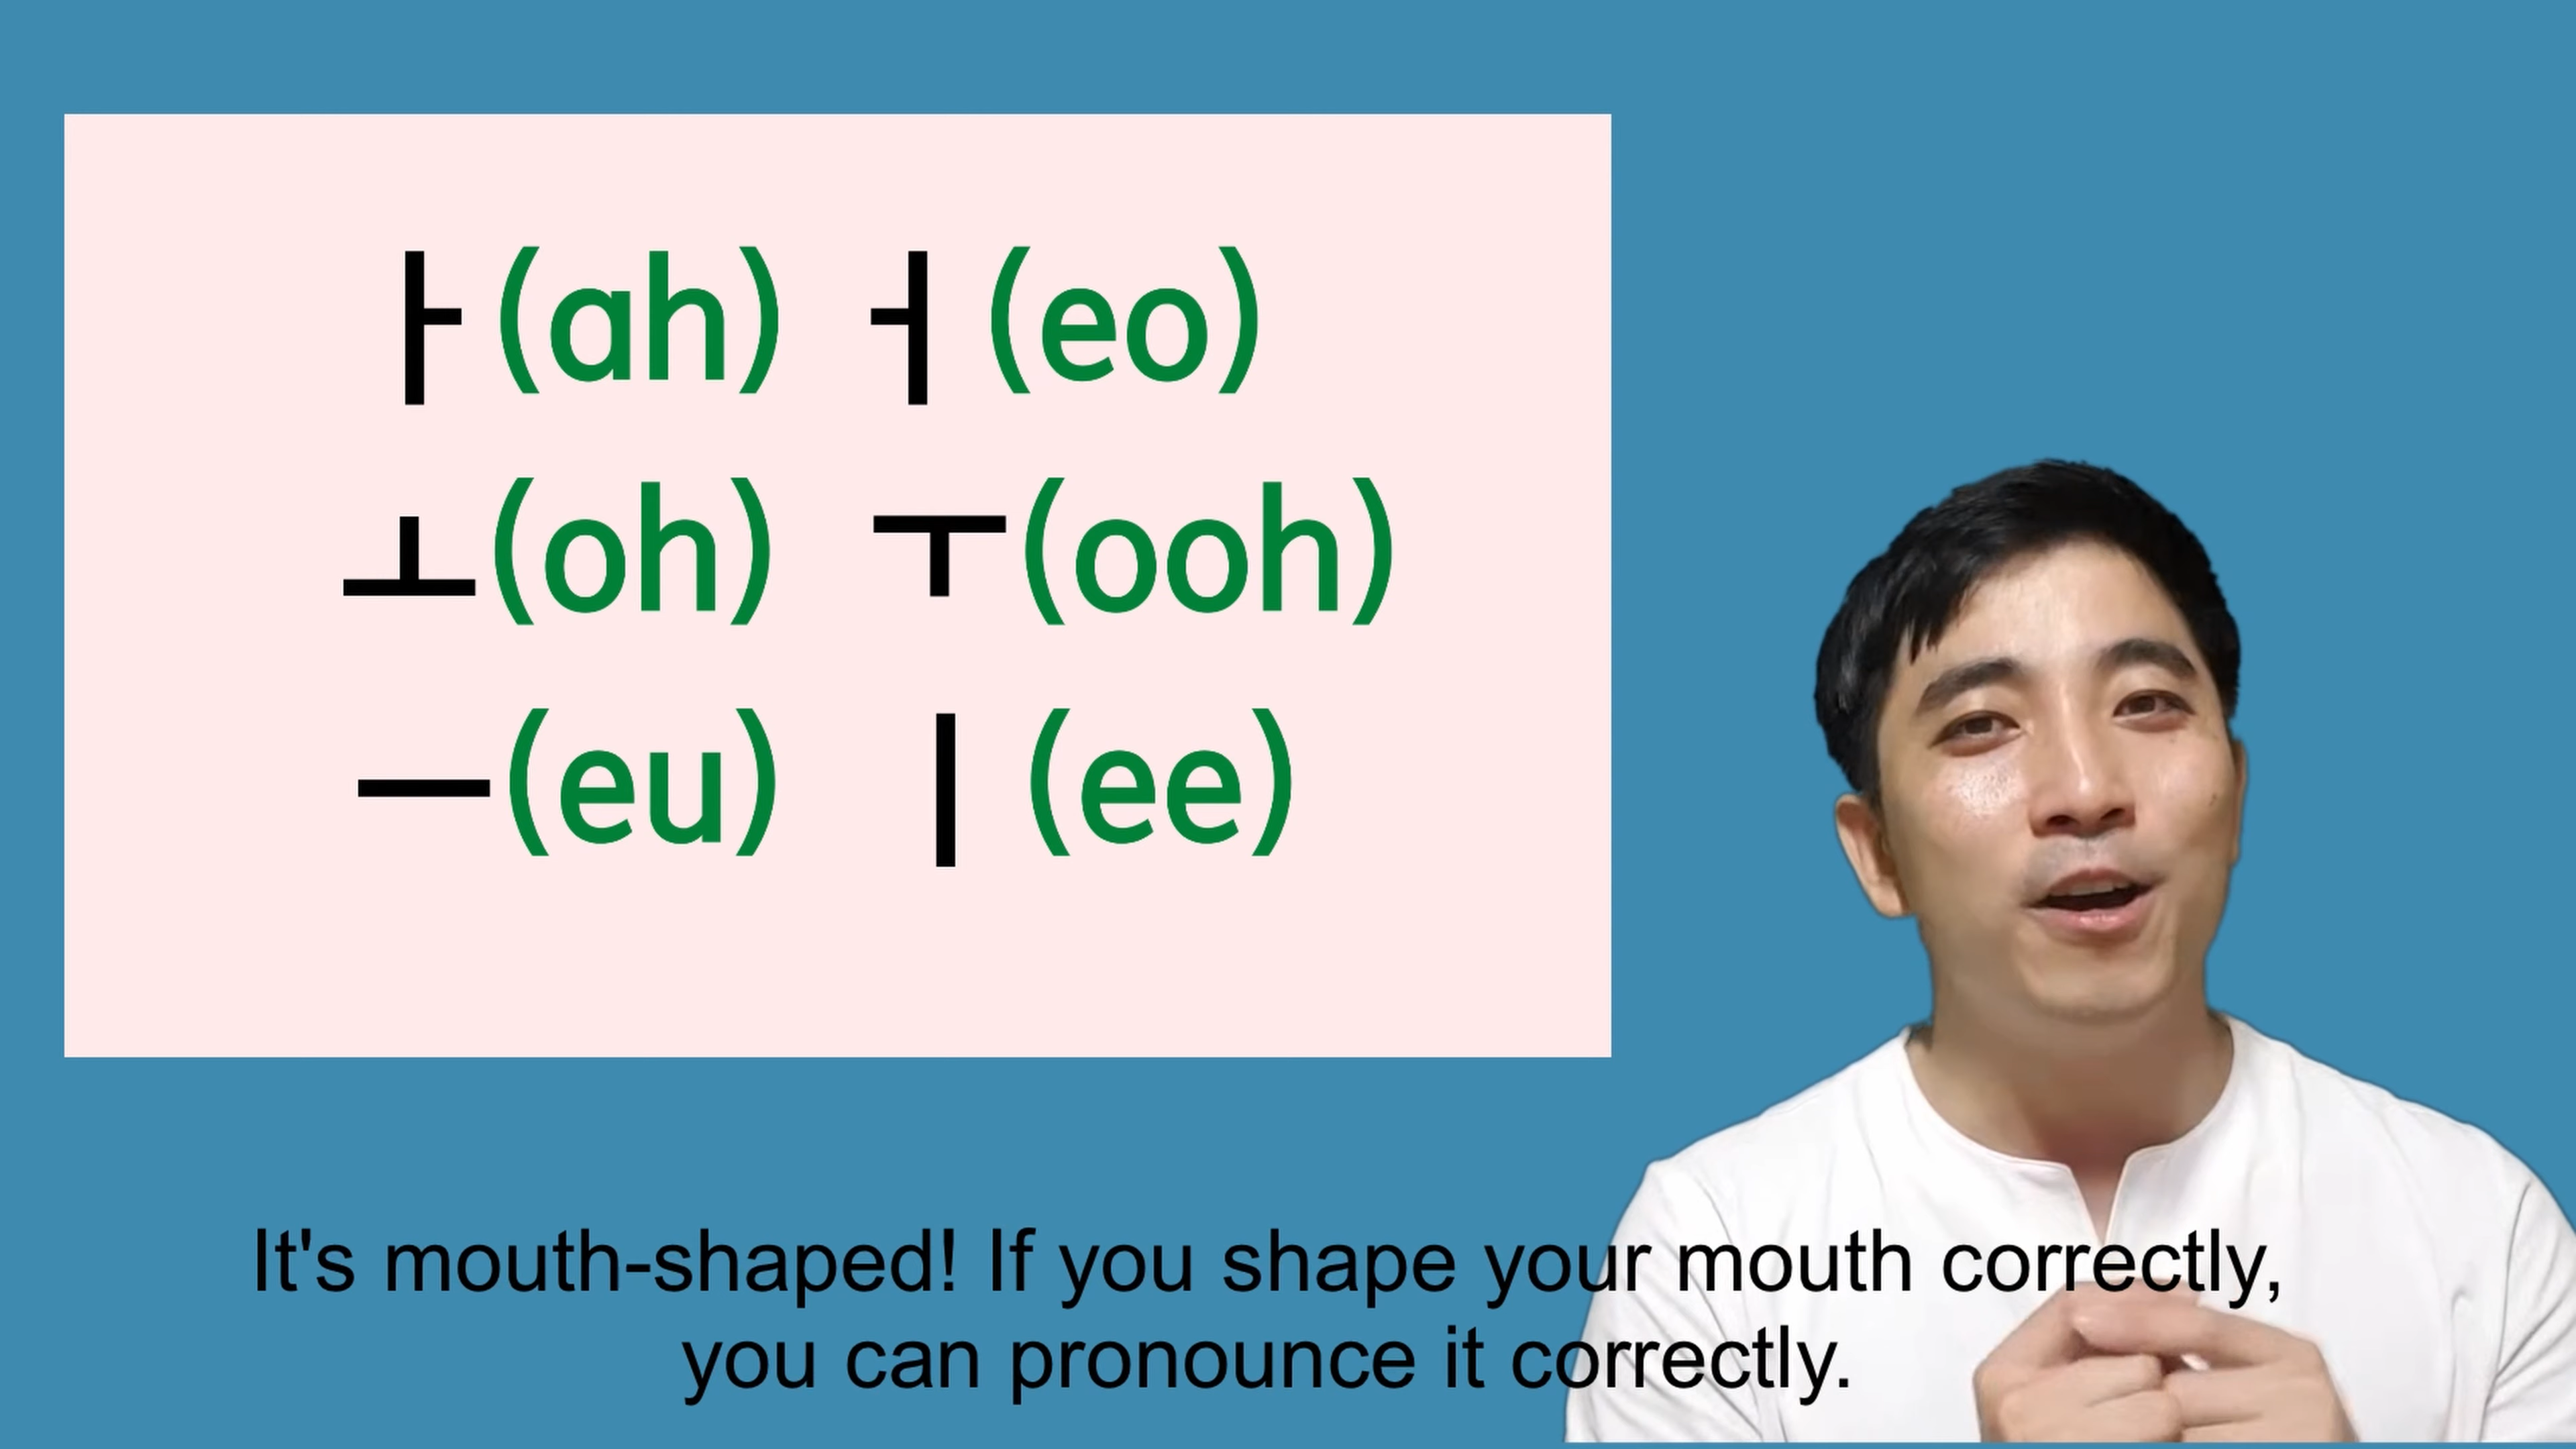 ㅏ(ah) ㅓ(eo)
ㅗ(oh) ㅜ(ooh)
ㅡ(eu) ㅣ(ee)
It's mouth-shaped! If you shape your mouth correctly,
you can pronounce it correctly.